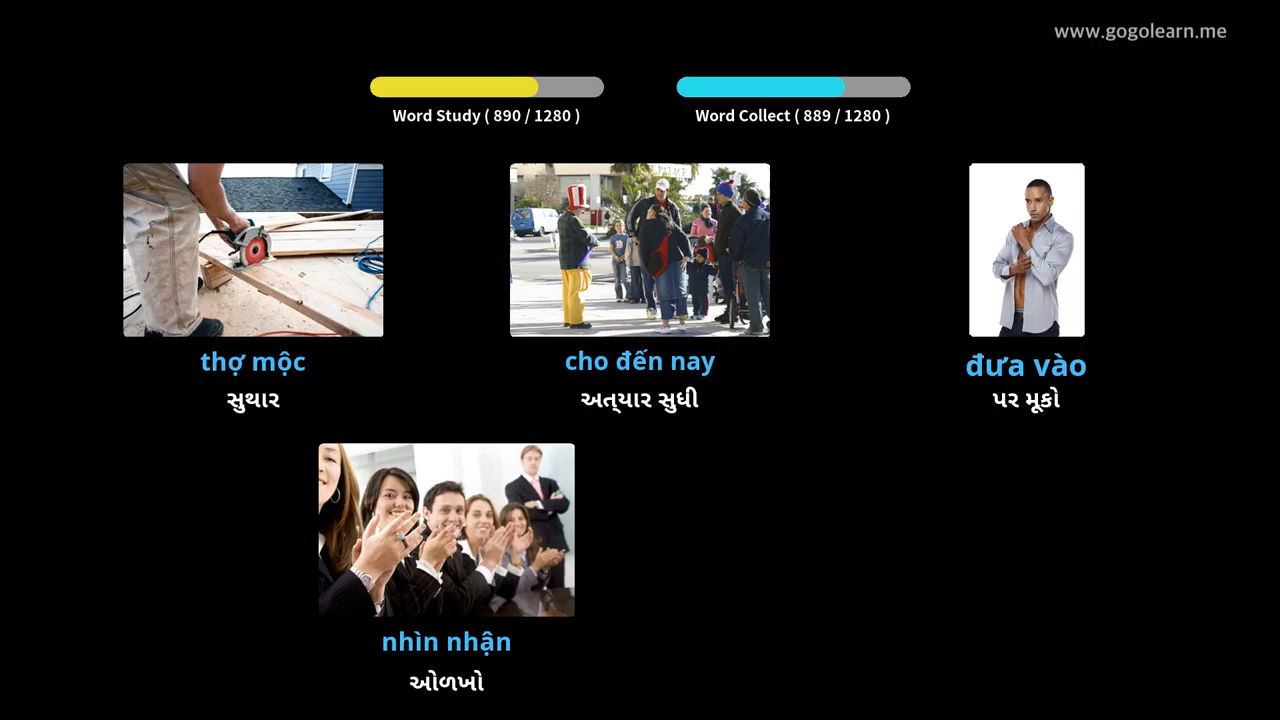 www.gogolearn.me
Word Study ( 890 / 1280 )
Word Collect ( 889 / 1280 )
thợ mộc
સુથાર
cho đến nay
અત્યાર સુધી
đưa vào
પર મૂકો
nhìn nhận
ઓળખો